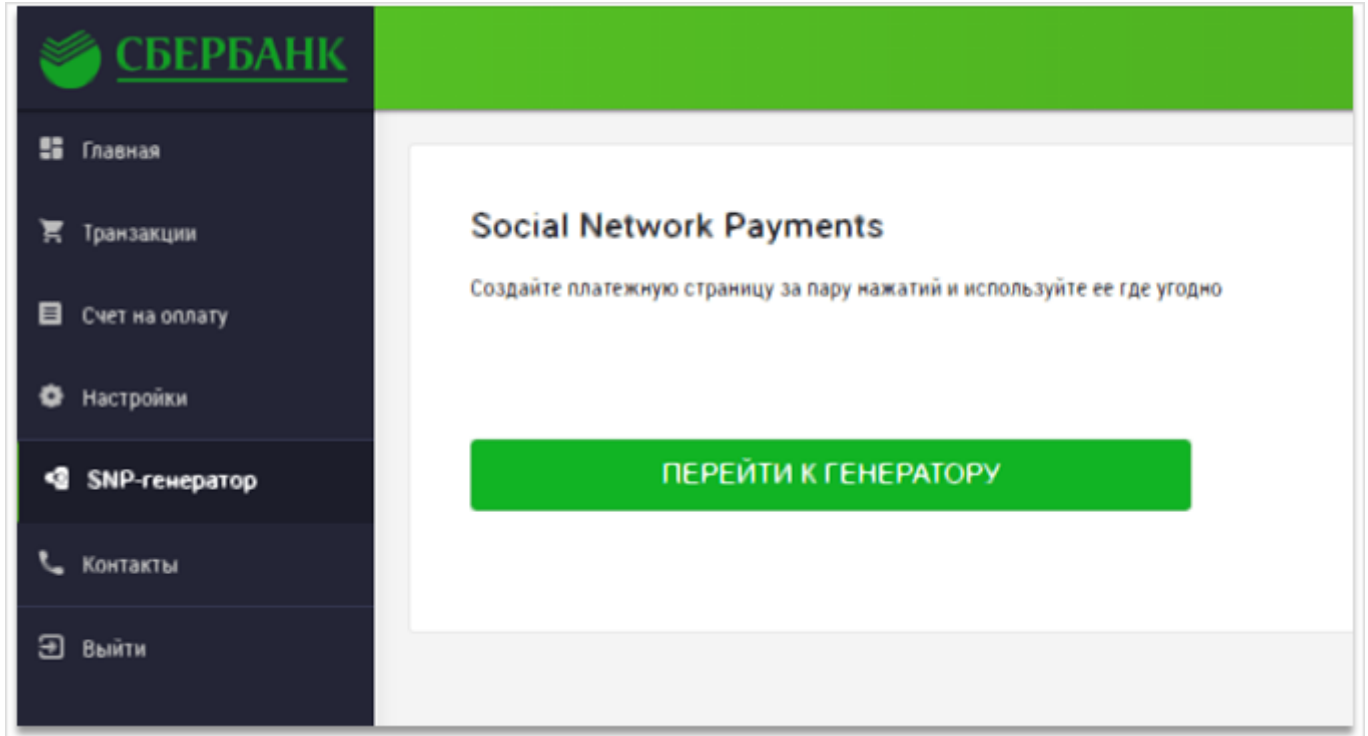 СБЕРБАНК
Главная
Транзакции
Счет на оплату
Настройки
SNP-генератор
Контакты
Выйти
Social Network Payments
Создайте платежную страницу за пару нажатий и используйте ее где угодно
ПЕРЕЙТИ К ГЕНЕРАТОРУ